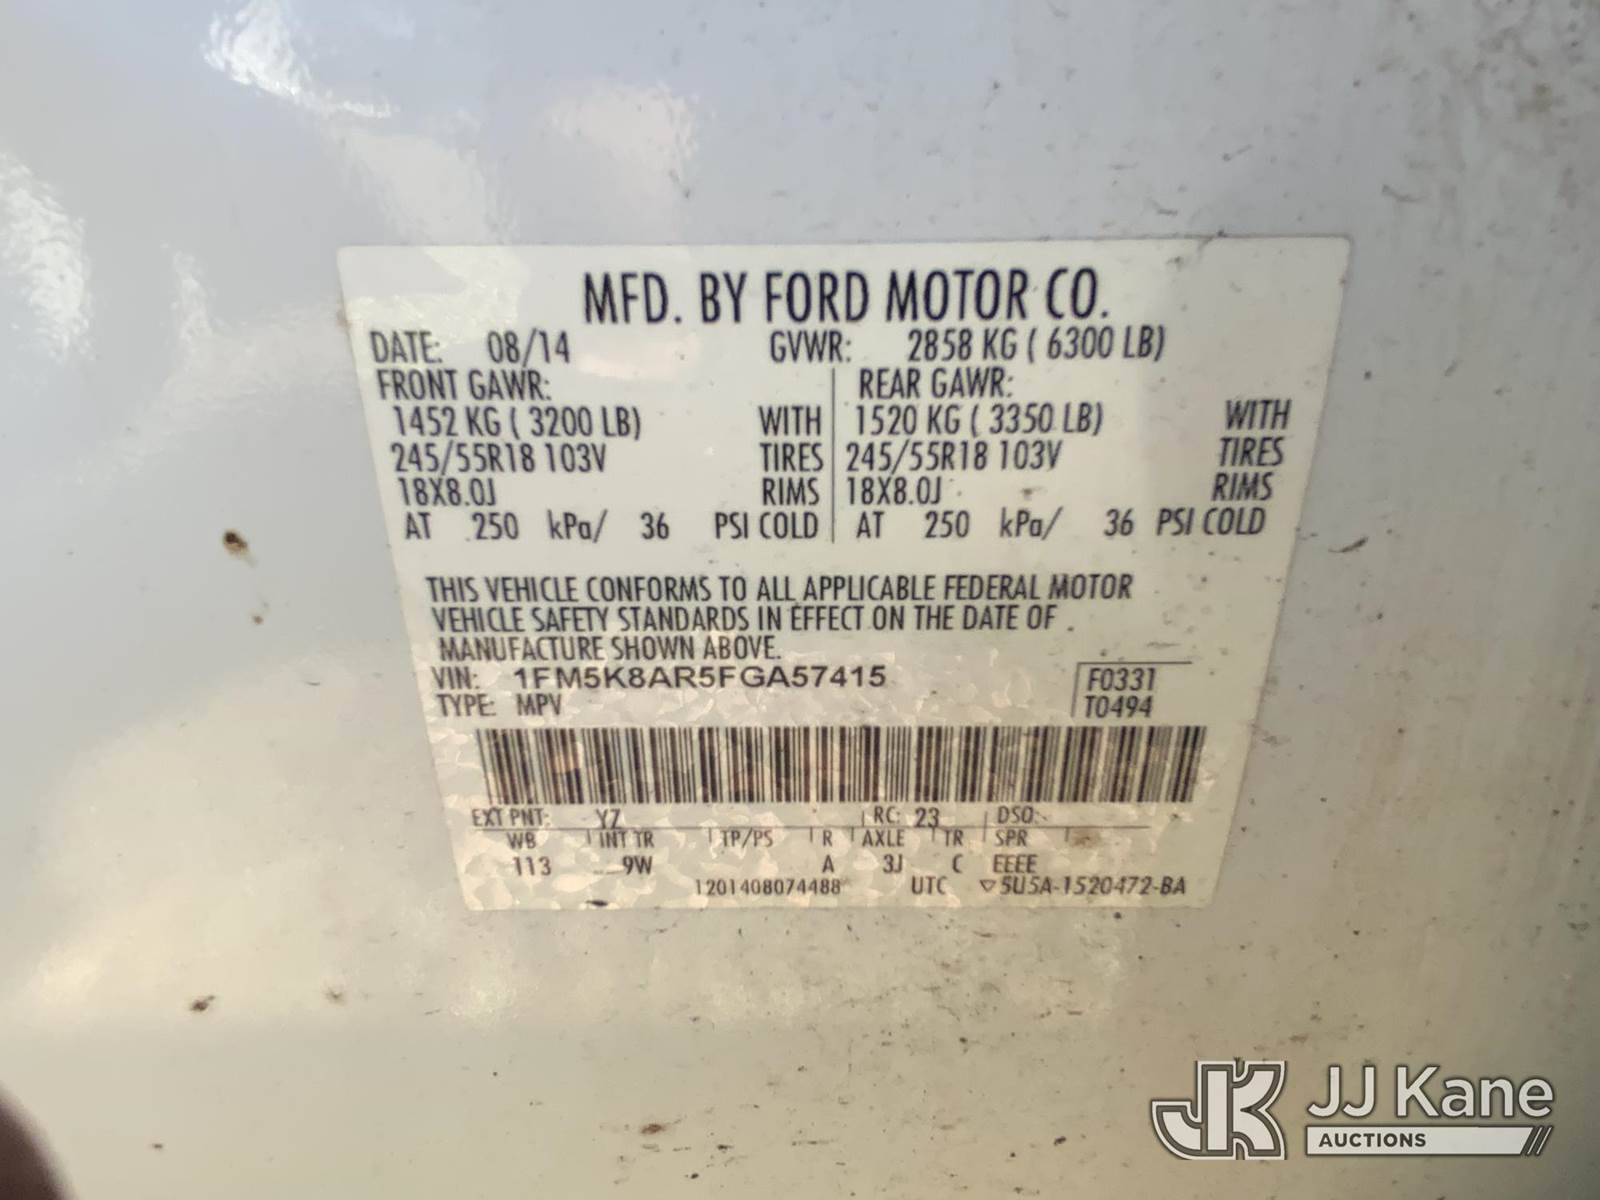 MFD. BY FORD MOTOR CO.
DATE: 08/14 GVWR: 2858 KG ( 6300 LB)
FRONT GAWR: REAR GAWR:
1452 KG ( 3200 LB) WITH 1520 KG ( 3350 LB) WITH
245/55R18 103V TIRES 245/55R18 103V TIRES
18X8.0J RIMS 18X8.0J RIMS
AT 250 kPa/ 36 PSI COLD AT 250 kPa/ 36 PSI COLD
THIS VEHICLE CONFORMS TO ALL APPLICABLE FEDERAL MOTOR
VEHICLE SAFETY STANDARDS IN EFFECT ON THE DATE OF
MANUFACTURE SHOWN ABOVE.
VIN: 1FM5K8AR5FGA57415 F0331
TYPE: MPV T0494
EXT PNT: YZ RC: 23 DSO:
WB INT TR TP/PS R AXLE TR SPR
113 9W A 3J C EEEE
1201408074488 UTC ▽5U5A-1520472-BA
JK JJ Kane
AUCTIONS